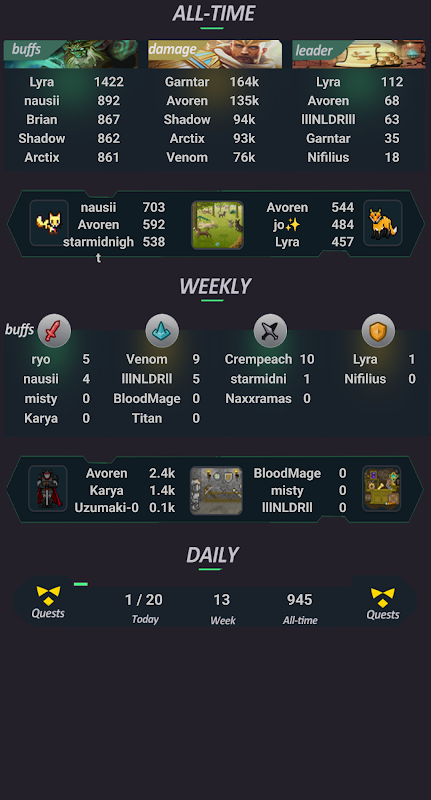 ALL-TIME
buffs
damage
leader
Lyra 1422
nausii 892
Brian 867
Shadow 862
Arctix 861
Garntar 164k
Avoren 135k
Shadow 94k
Arctix 93k
Venom 76k
Lyra 112
Avoren 68
lllNLDRlll 63
Garntar 35
Nifilius 18
nausii 703
Avoren 592
starmidnigh 538
t
Avoren 544
jo✨ 484
Lyra 457
WEEKLY
buffs
ryo 5
nausii 4
misty 0
Karya 0
Venom 9
lllNLDRll 5
BloodMage 0
Titan 0
Crempeach 10
starmidni 1
Naxxramas 0
Lyra 1
Nifilius 0
Avoren 2.4k
Karya 1.4k
Uzumaki-0 0.1k
BloodMage 0
misty 0
lllNLDRll 0
DAILY
Quests
1 / 20
Today
13
Week
945
All-time
Quests